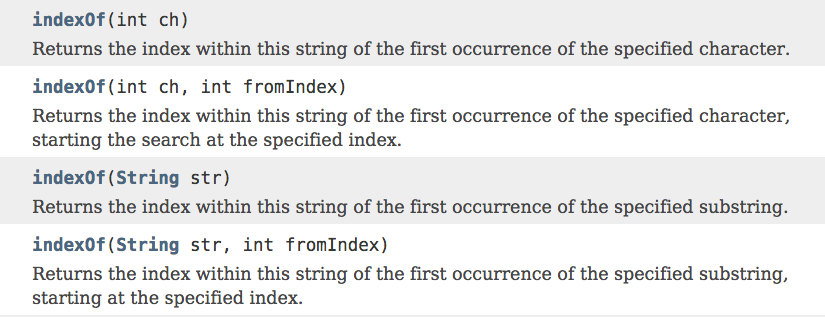 indexOf(int ch)
Returns the index within this string of the first occurrence of the specified character.
indexOf(int ch, int fromIndex)
Returns the index within this string of the first occurrence of the specified character,
starting the search at the specified index.
indexOf(String str)
Returns the index within this string of the first occurrence of the specified substring.
indexOf(String str, int fromIndex)
Returns the index within this string of the first occurrence of the specified substring,
starting at the specified index.